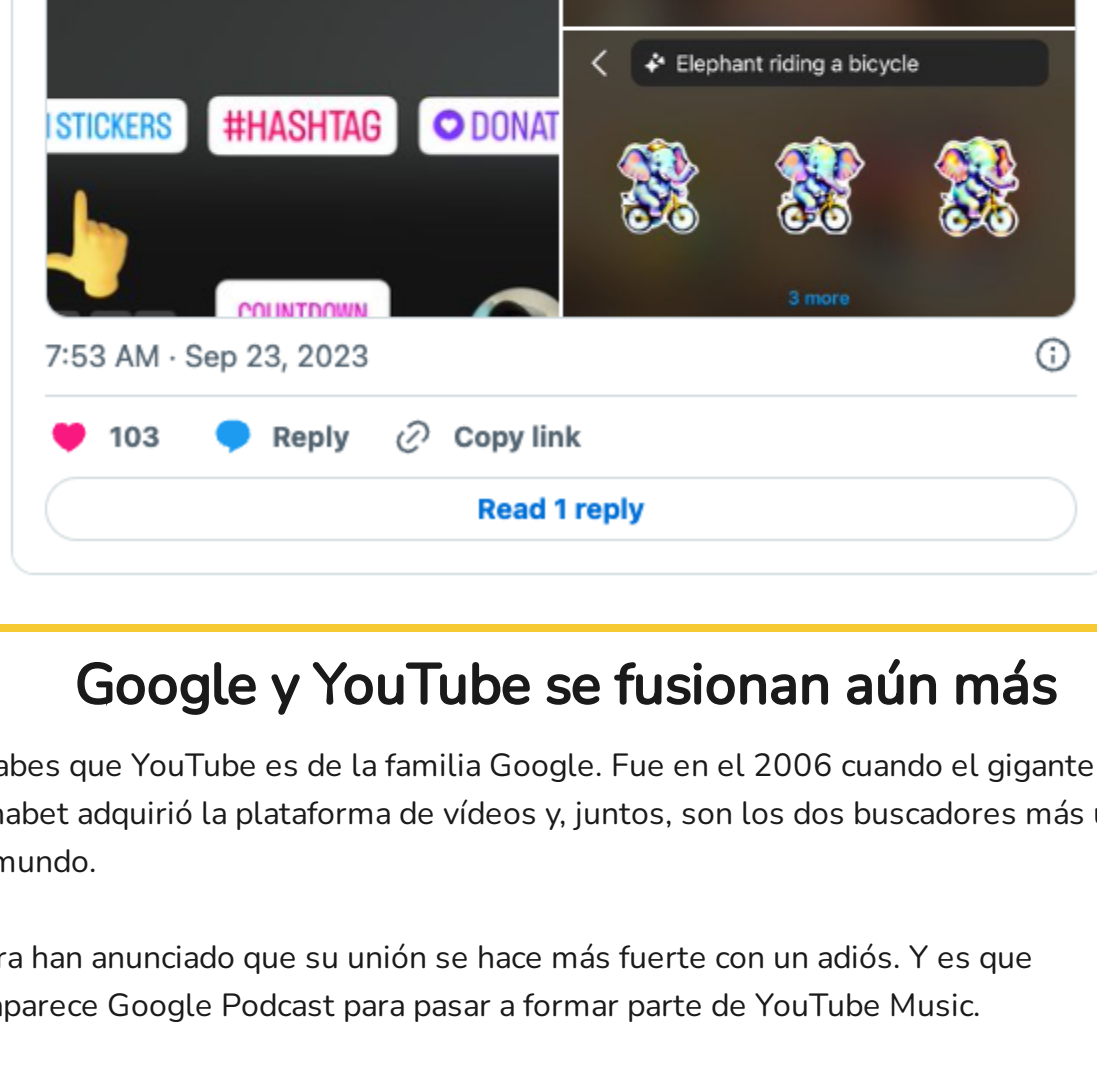 Elephant riding a bicycle
STICKERS
#HASHTAG
DONAT
3 more
COUNTDOWN
7:53 AM · Sep 23, 2023
103 Reply Copy link
Read 1 reply
Google y YouTube se fusionan aún más
abes que YouTube es de la familia Google. Fue en el 2006 cuando el gigante
abet adquirió la plataforma de vídeos y, juntos, son los dos buscadores más
mundo.
ra han anunciado que su unión se hace más fuerte con un adiós. Y es que
parece Google Podcast para pasar a formar parte de YouTube Music.